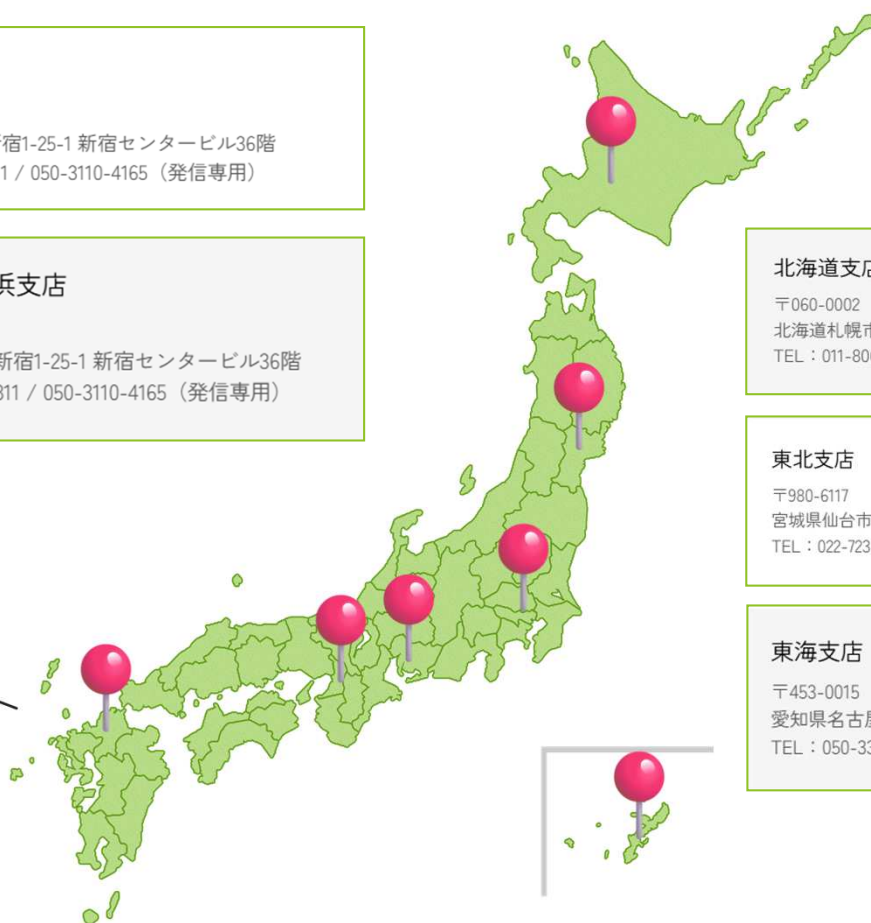 宿1-25-1 新宿センタービル36階
1 / 050-3110-4165（発信専用）
浜支店
新宿1-25-1 新宿センタービル36階
311 / 050-3110-4165（発信専用）
北海道支店
〒060-0002
北海道札幌市
TEL：011-80
東北支店
〒980-6117
宮城県仙台市
TEL：022-723
東海支店
〒453-0015
愛知県名古屋
TEL：050-33